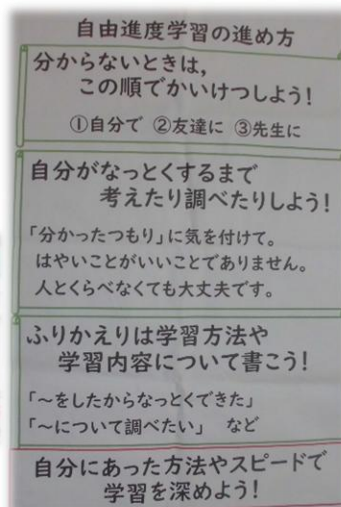 自由進度学習の進め方
分からないときは，
この順でかいけつしよう！
①自分で ②友達に ③先生に
自分がなっとくするまで
考えたり調べたりしよう！
「分かったつもり」に気を付けて。
はやいことがいいことでありません。
人とくらべなくても大丈夫です。
ふりかえりは学習方法や
学習内容について書こう！
「～をしたからなっとくできた」
「～について調べたい」 など
自分にあった方法やスピードで
学習を深めよう！